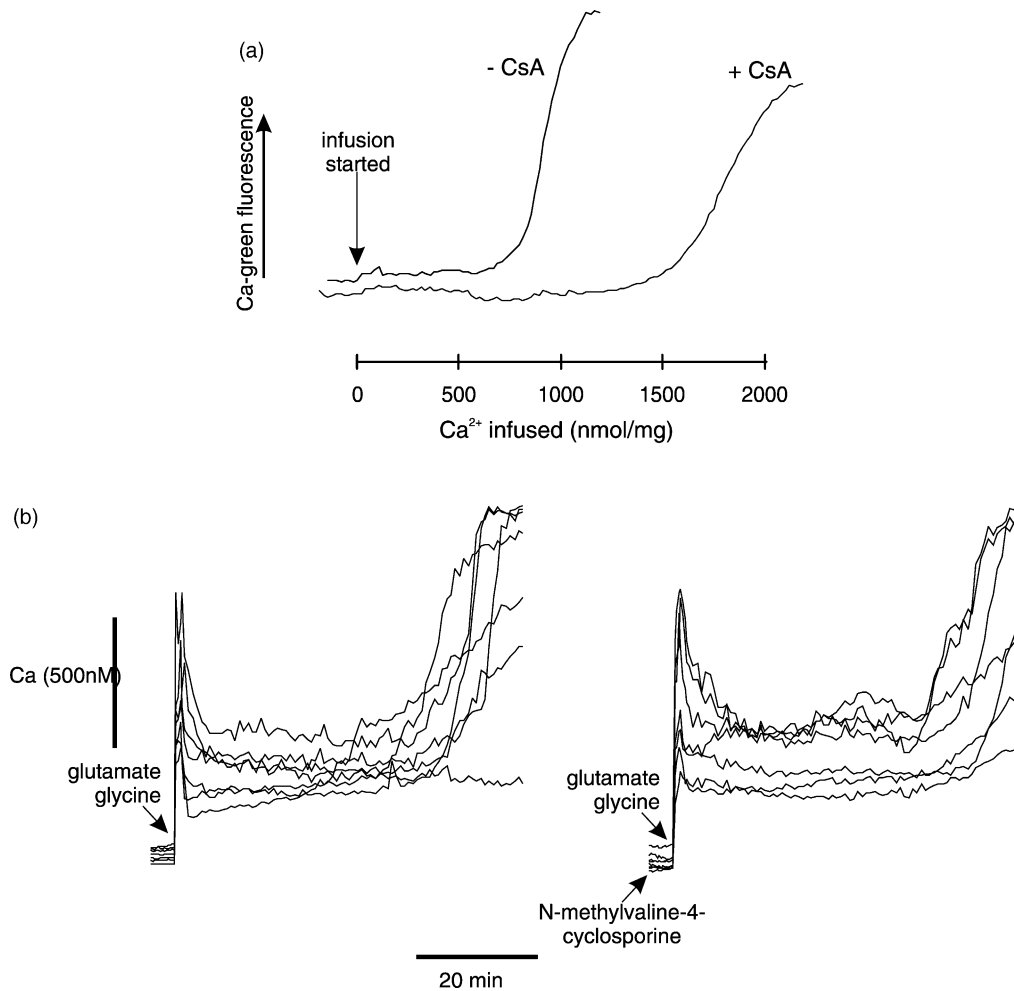 (a)
- CsA
+ CsA
Ca-green fluorescence
infusion
started
0 500 1000 1500 2000
Ca²⁺ infused (nmol/mg)
(b)
Ca (500nM)
glutamate
glycine
glutamate
glycine
N-methylvaline-4-
cyclosporine
20 min